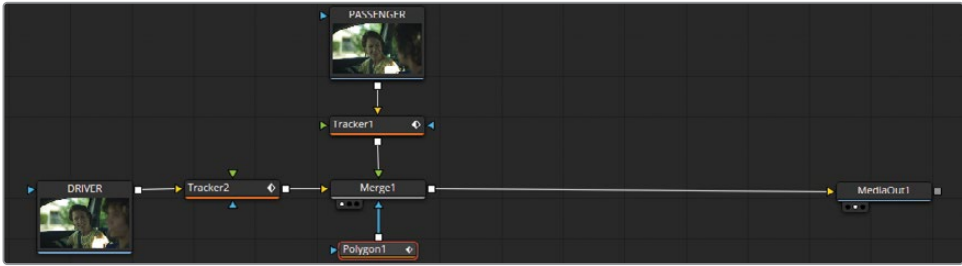 PASSENGER
Tracker1
DRIVER
Tracker2
Merge1
MediaOut1
Polygon1